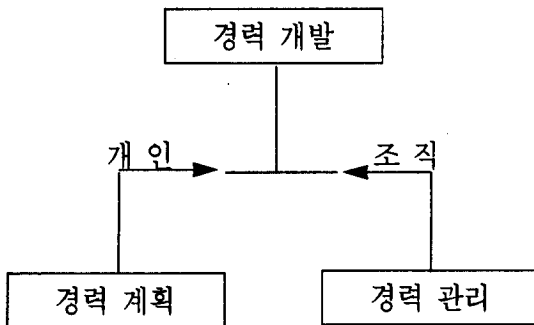 경력 개발
개 인
조 직
경력 계획
경력 관리